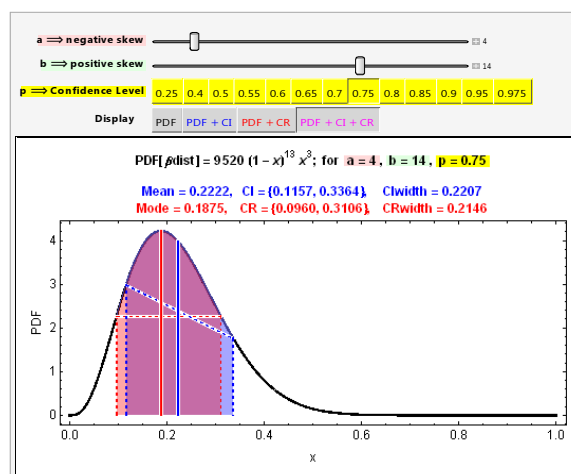 a ⟹ negative skew 4
b ⟹ positive skew 14
p ⟹ Confidence Level 0.25 0.4 0.5 0.55 0.6 0.65 0.7 0.75 0.8 0.85 0.9 0.95 0.975
Display PDF PDF + CI PDF + CR PDF + CI + CR
PDF[βdist] = 9520 (1 − x)^13 x^3; for a = 4, b = 14, p = 0.75
Mean = 0.2222, CI = {0.1157, 0.3364}, CIwidth = 0.2207
Mode = 0.1875, CR = {0.0960, 0.3106}, CRwidth = 0.2146
4
3
2
1
0
PDF
0.0 0.2 0.4 0.6 0.8 1.0
x